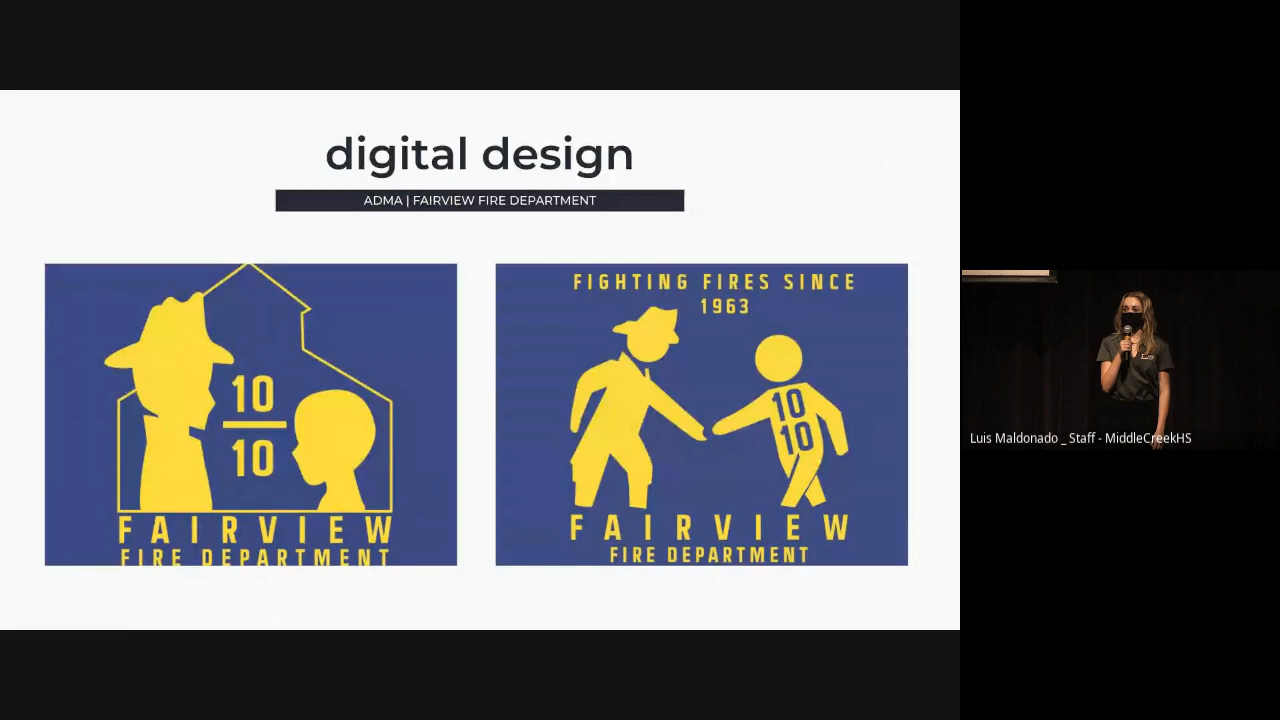 digital design
ADMA | FAIRVIEW FIRE DEPARTMENT
10
10
FAIRVIEW
FIRE DEPARTMENT
FIGHTING FIRES SINCE
1963
10
10
FAIRVIEW
FIRE DEPARTMENT
Luis Maldonado _ Staff - MiddleCreekHS